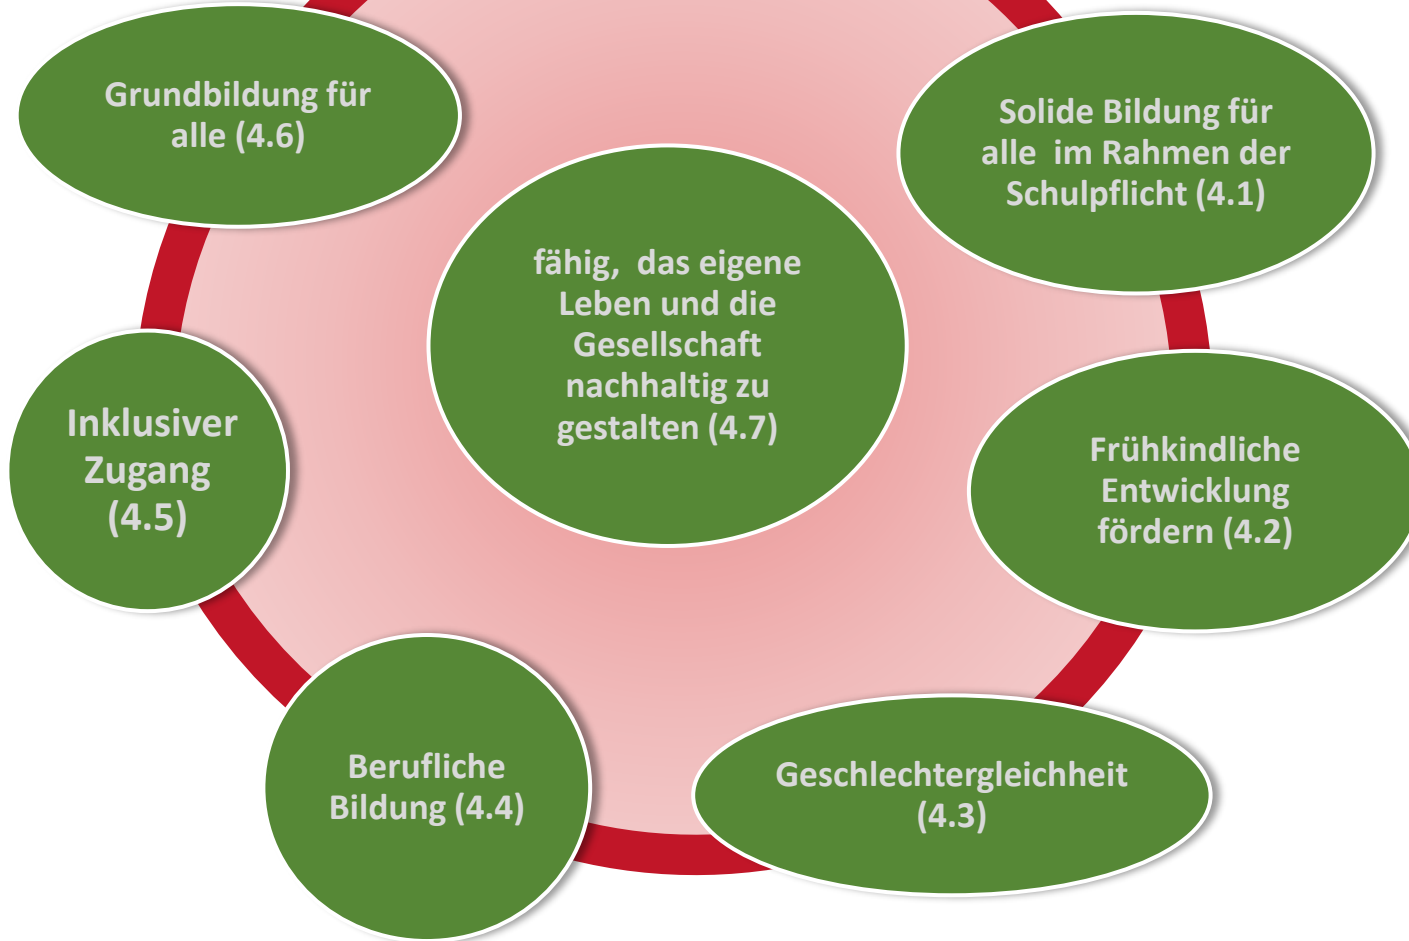 Grundbildung für
alle (4.6)
Solide Bildung für
alle  im Rahmen der
Schulpflicht (4.1)
fähig,  das eigene
Leben und die
Gesellschaft
nachhaltig zu
gestalten (4.7)
Inklusiver
Zugang
(4.5)
Frühkindliche
Entwicklung
fördern (4.2)
Berufliche
Bildung (4.4)
Geschlechtergleichheit
(4.3)